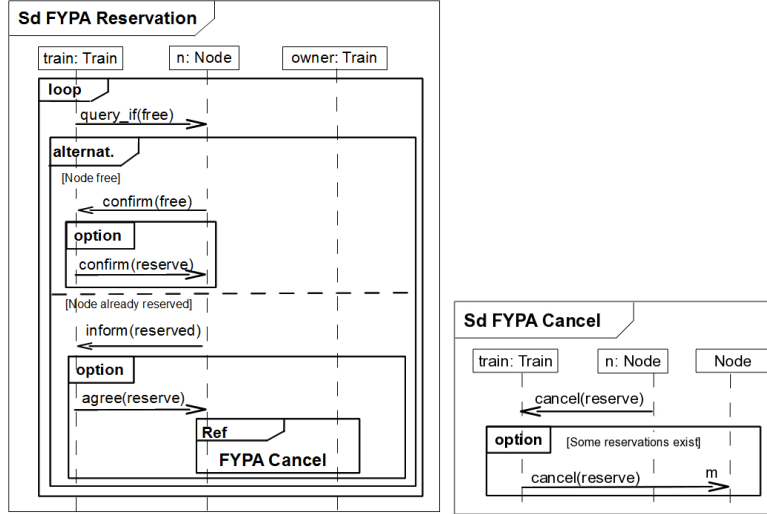 Sd FYPA Reservation
train: Train
n: Node
owner: Train
loop
query_if(free)
alternat.
[Node free]
confirm(free)
option
confirm(reserve)
[Node already reserved]
inform(reserved)
option
agree(reserve)
Ref
FYPA Cancel
Sd FYPA Cancel
train: Train
n: Node
Node
cancel(reserve)
option
[Some reservations exist]
cancel(reserve)
m